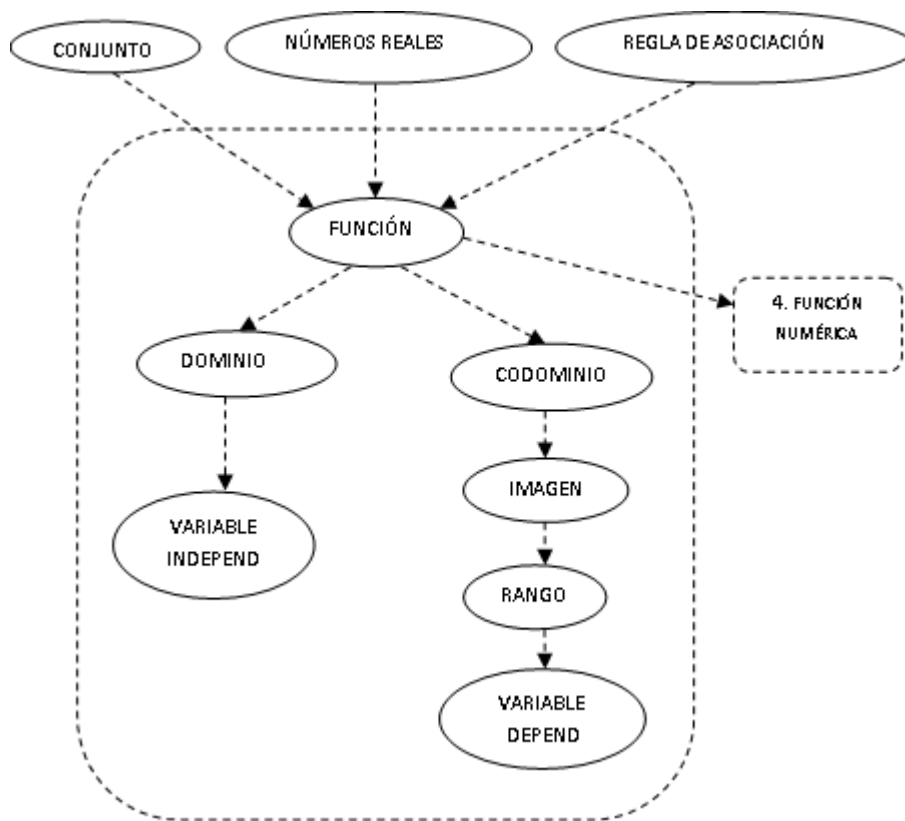 CONJUNTO
NÚMEROS REALES
REGLA DE ASOCIACIÓN
FUNCIÓN
4. FUNCIÓN
NUMÉRICA
DOMINIO
CODOMINIO
IMAGEN
VARIABLE
INDEPEND
RANGO
VARIABLE
DEPEND